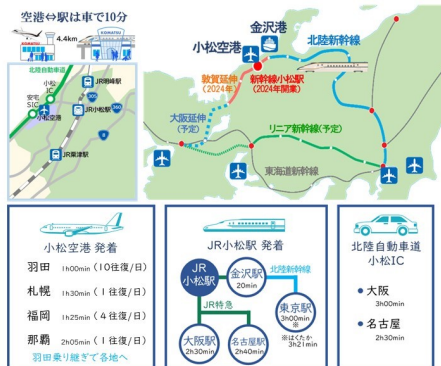 空港⇔駅は車で10分
4.4km
KOMATSU
北陸自動車道
小松
IC
安宅
SIC
小松空港
JR明峰駅
305
JR小松駅
360
8
JR粟津駅
金沢港
小松空港
北陸新幹線
敦賀延伸
(2024年)
新幹線小松駅
(2024年開業)
大阪延伸
(予定)
リニア新幹線(予定)
東海道新幹線
小松空港 発着
羽田 1h00min (10往復/日)
札幌 1h30min (1往復/日)
福岡 1h25min (4往復/日)
那覇 2h05min (1往復/日)
羽田乗り継ぎで各地へ
JR小松駅 発着
JR
小松駅
金沢駅
20min
北陸新幹線
JR特急
東京駅
3h00min
※
※はくたか
3h21min
大阪駅
2h30min
名古屋駅
2h40min
北陸自動車道
小松IC
● 大阪
3h00min
● 名古屋
2h30min